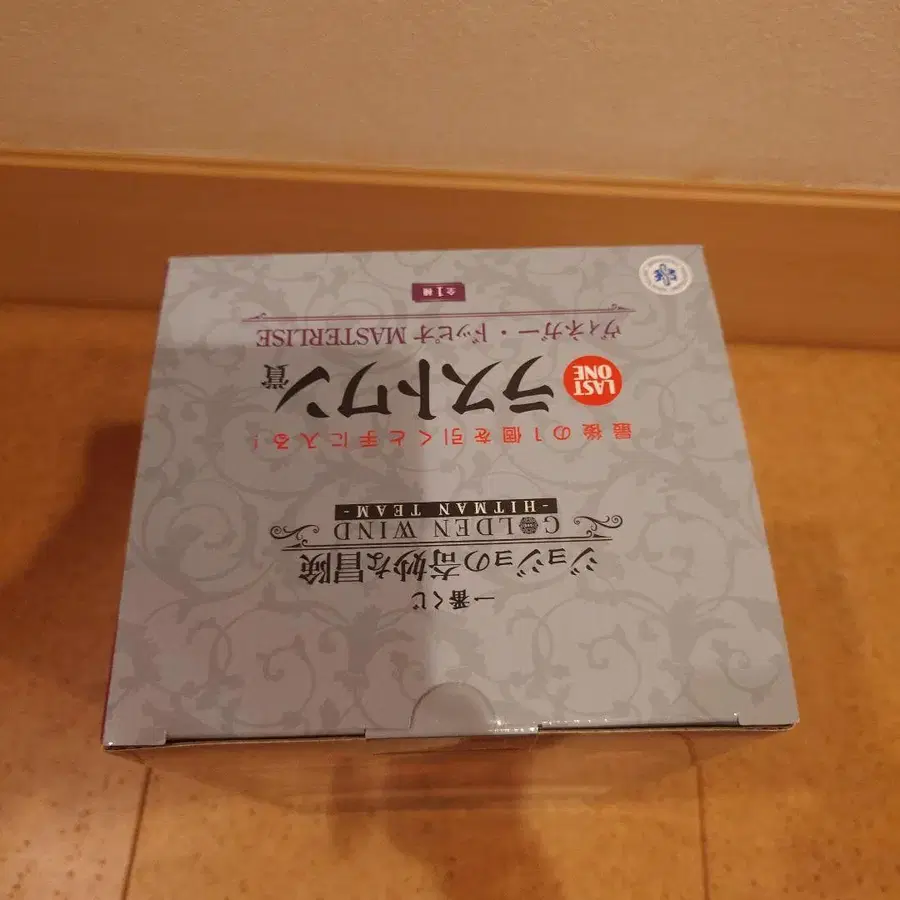 一番くじ
ジョジョの奇妙な冒険
GOLDEN WIND
-HITMAN TEAM-
最後の1個を引くと手に入る!
LAST ONE ラストワン賞
ヴィネガー・ドッピオ MASTERLISE
全1種